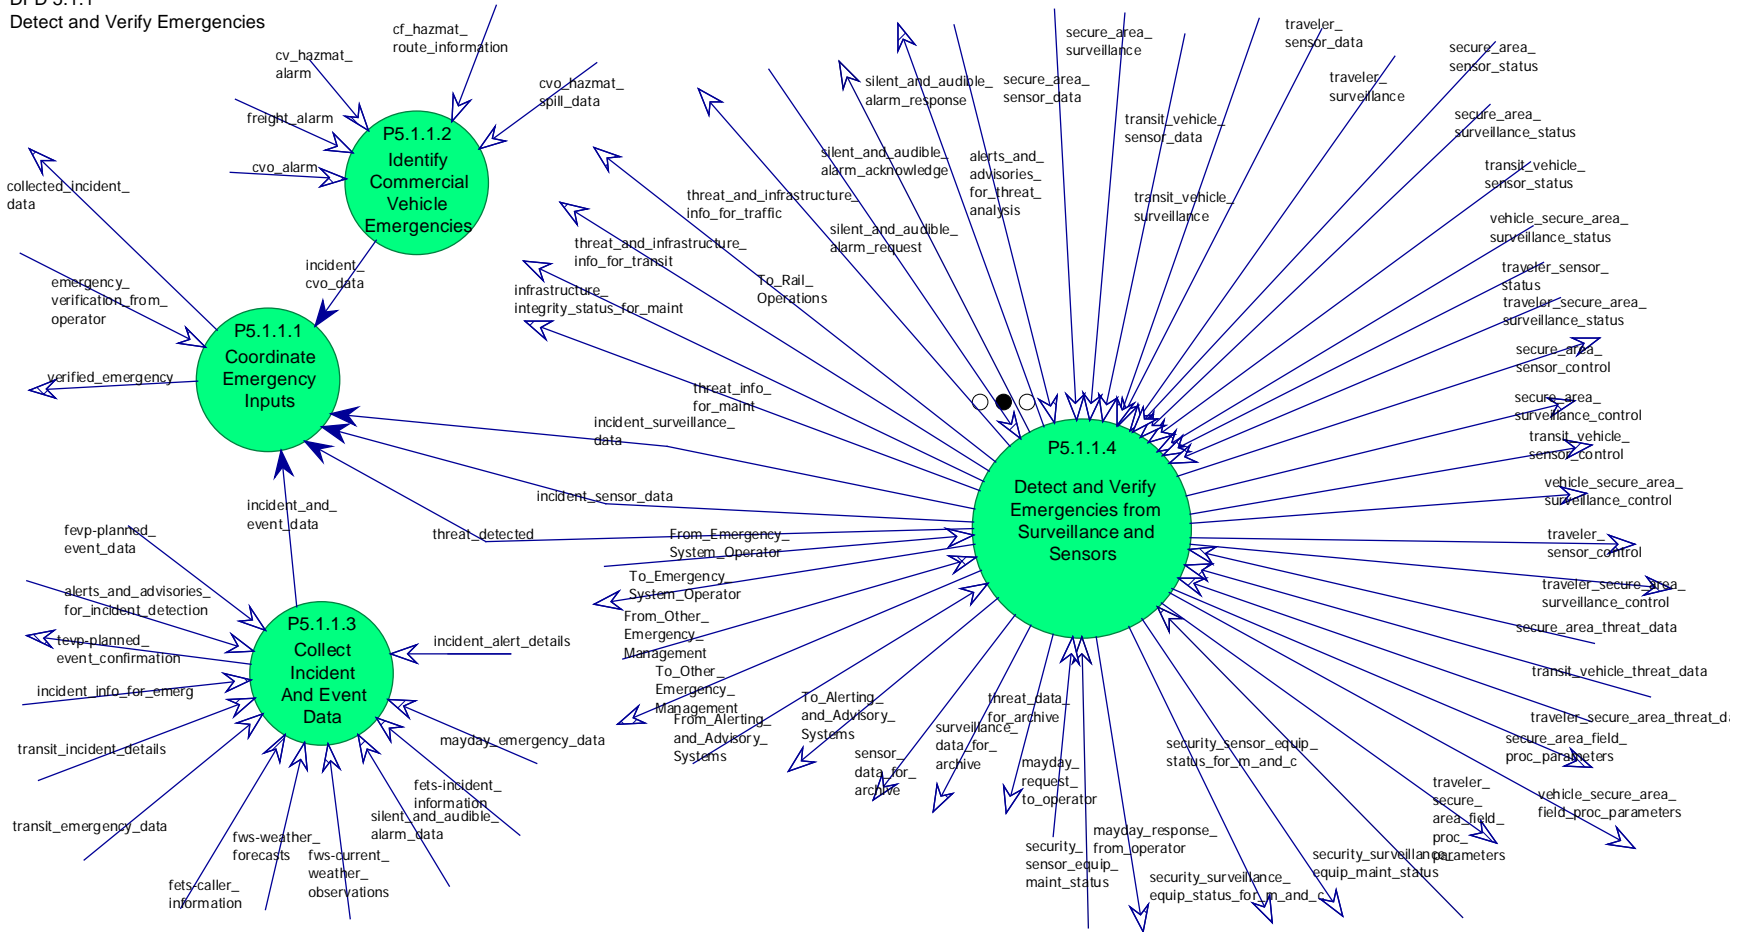 DFD 5.1.1
Detect and Verify Emergencies
cf_hazmat_
route_information
cv_hazmat_
alarm
cvo_hazmat_
spill_data
freight_alarm
cvo_alarm
P5.1.1.2
Identify
Commercial
Vehicle
Emergencies
collected_incident_
data
emergency_
verification_from_
operator
incident_
cvo_data
verified_emergency
P5.1.1.1
Coordinate
Emergency
Inputs
incident_and_
event_data
fevp-planned_
event_data
alerts_and_advisories_
for_incident_detection
tevp-planned_
event_confirmation
incident_info_for_emerg
transit_incident_details
transit_emergency_data
P5.1.1.3
Collect
Incident
And Event
Data
incident_alert_details
mayday_emergency_data
fets-incident_
information
silent_and_audible_
alarm_data
fws-weather_
forecasts
fws-current_
weather_
observations
fets-caller_
information
secure_area_
surveillance
traveler_
sensor_data
secure_area_
sensor_status
silent_and_audible_
alarm_response
secure_area_
sensor_data
traveler_
surveillance
transit_vehicle_
sensor_data
secure_area_
surveillance_status
silent_and_audible_
alarm_acknowledge
alerts_and_
advisories_
for_threat_
analysis
transit_vehicle_
sensor_status
threat_and_infrastructure_
info_for_traffic
transit_vehicle_
surveillance
silent_and_audible_
alarm_request
vehicle_secure_area_
surveillance_status
threat_and_infrastructure_
info_for_transit
To_Rail_
Operations
traveler_sensor_
status
infrastructure_
integrity_status_for_maint
traveler_secure_area_
surveillance_status
secure_area_
sensor_control
threat_info_
for_maint
secure_area_
surveillance_control
incident_surveillance_
data
transit_vehicle_
sensor_control
incident_sensor_data
vehicle_secure_area_
surveillance_control
threat_detected
P5.1.1.4
Detect and Verify
Emergencies from
Surveillance and
Sensors
From_Emergency_
System_Operator
traveler_
sensor_control
To_Emergency_
System_Operator
traveler_secure_area_
surveillance_control
From_Other_
Emergency_
Management
secure_area_threat_data
To_Other_
Emergency_
Management
transit_vehicle_threat_data
From_Alerting_
and_Advisory_
Systems
To_Alerting_
and_Advisory_
Systems
traveler_secure_area_threat_da
secure_area_field_
proc_parameters
sensor_
data_for_
archive
surveillance_
data_for_
archive
threat_data_
for_archive
mayday_
request_
to_operator
security_sensor_equip_
status_for_m_and_c
vehicle_secure_area_
field_proc_parameters
traveler_
secure_
area_field_
proc_
parameters
mayday_response_
from_operator
security_
sensor_equip_
maint_status
security_surveillance_
equip_maint_status
security_surveillance_
equip_status_for_m_and_c